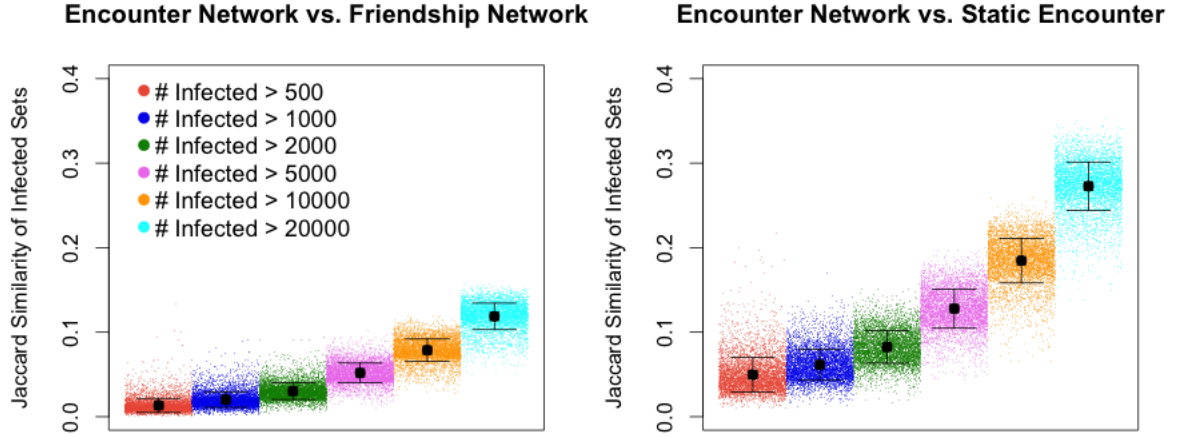 Encounter Network vs. Friendship Network
Jaccard Similarity of Infected Sets
0.4
0.3
0.2
0.1
0.0
# Infected > 500
# Infected > 1000
# Infected > 2000
# Infected > 5000
# Infected > 10000
# Infected > 20000
Encounter Network vs. Static Encounter
Jaccard Similarity of Infected Sets
0.4
0.3
0.2
0.1
0.0